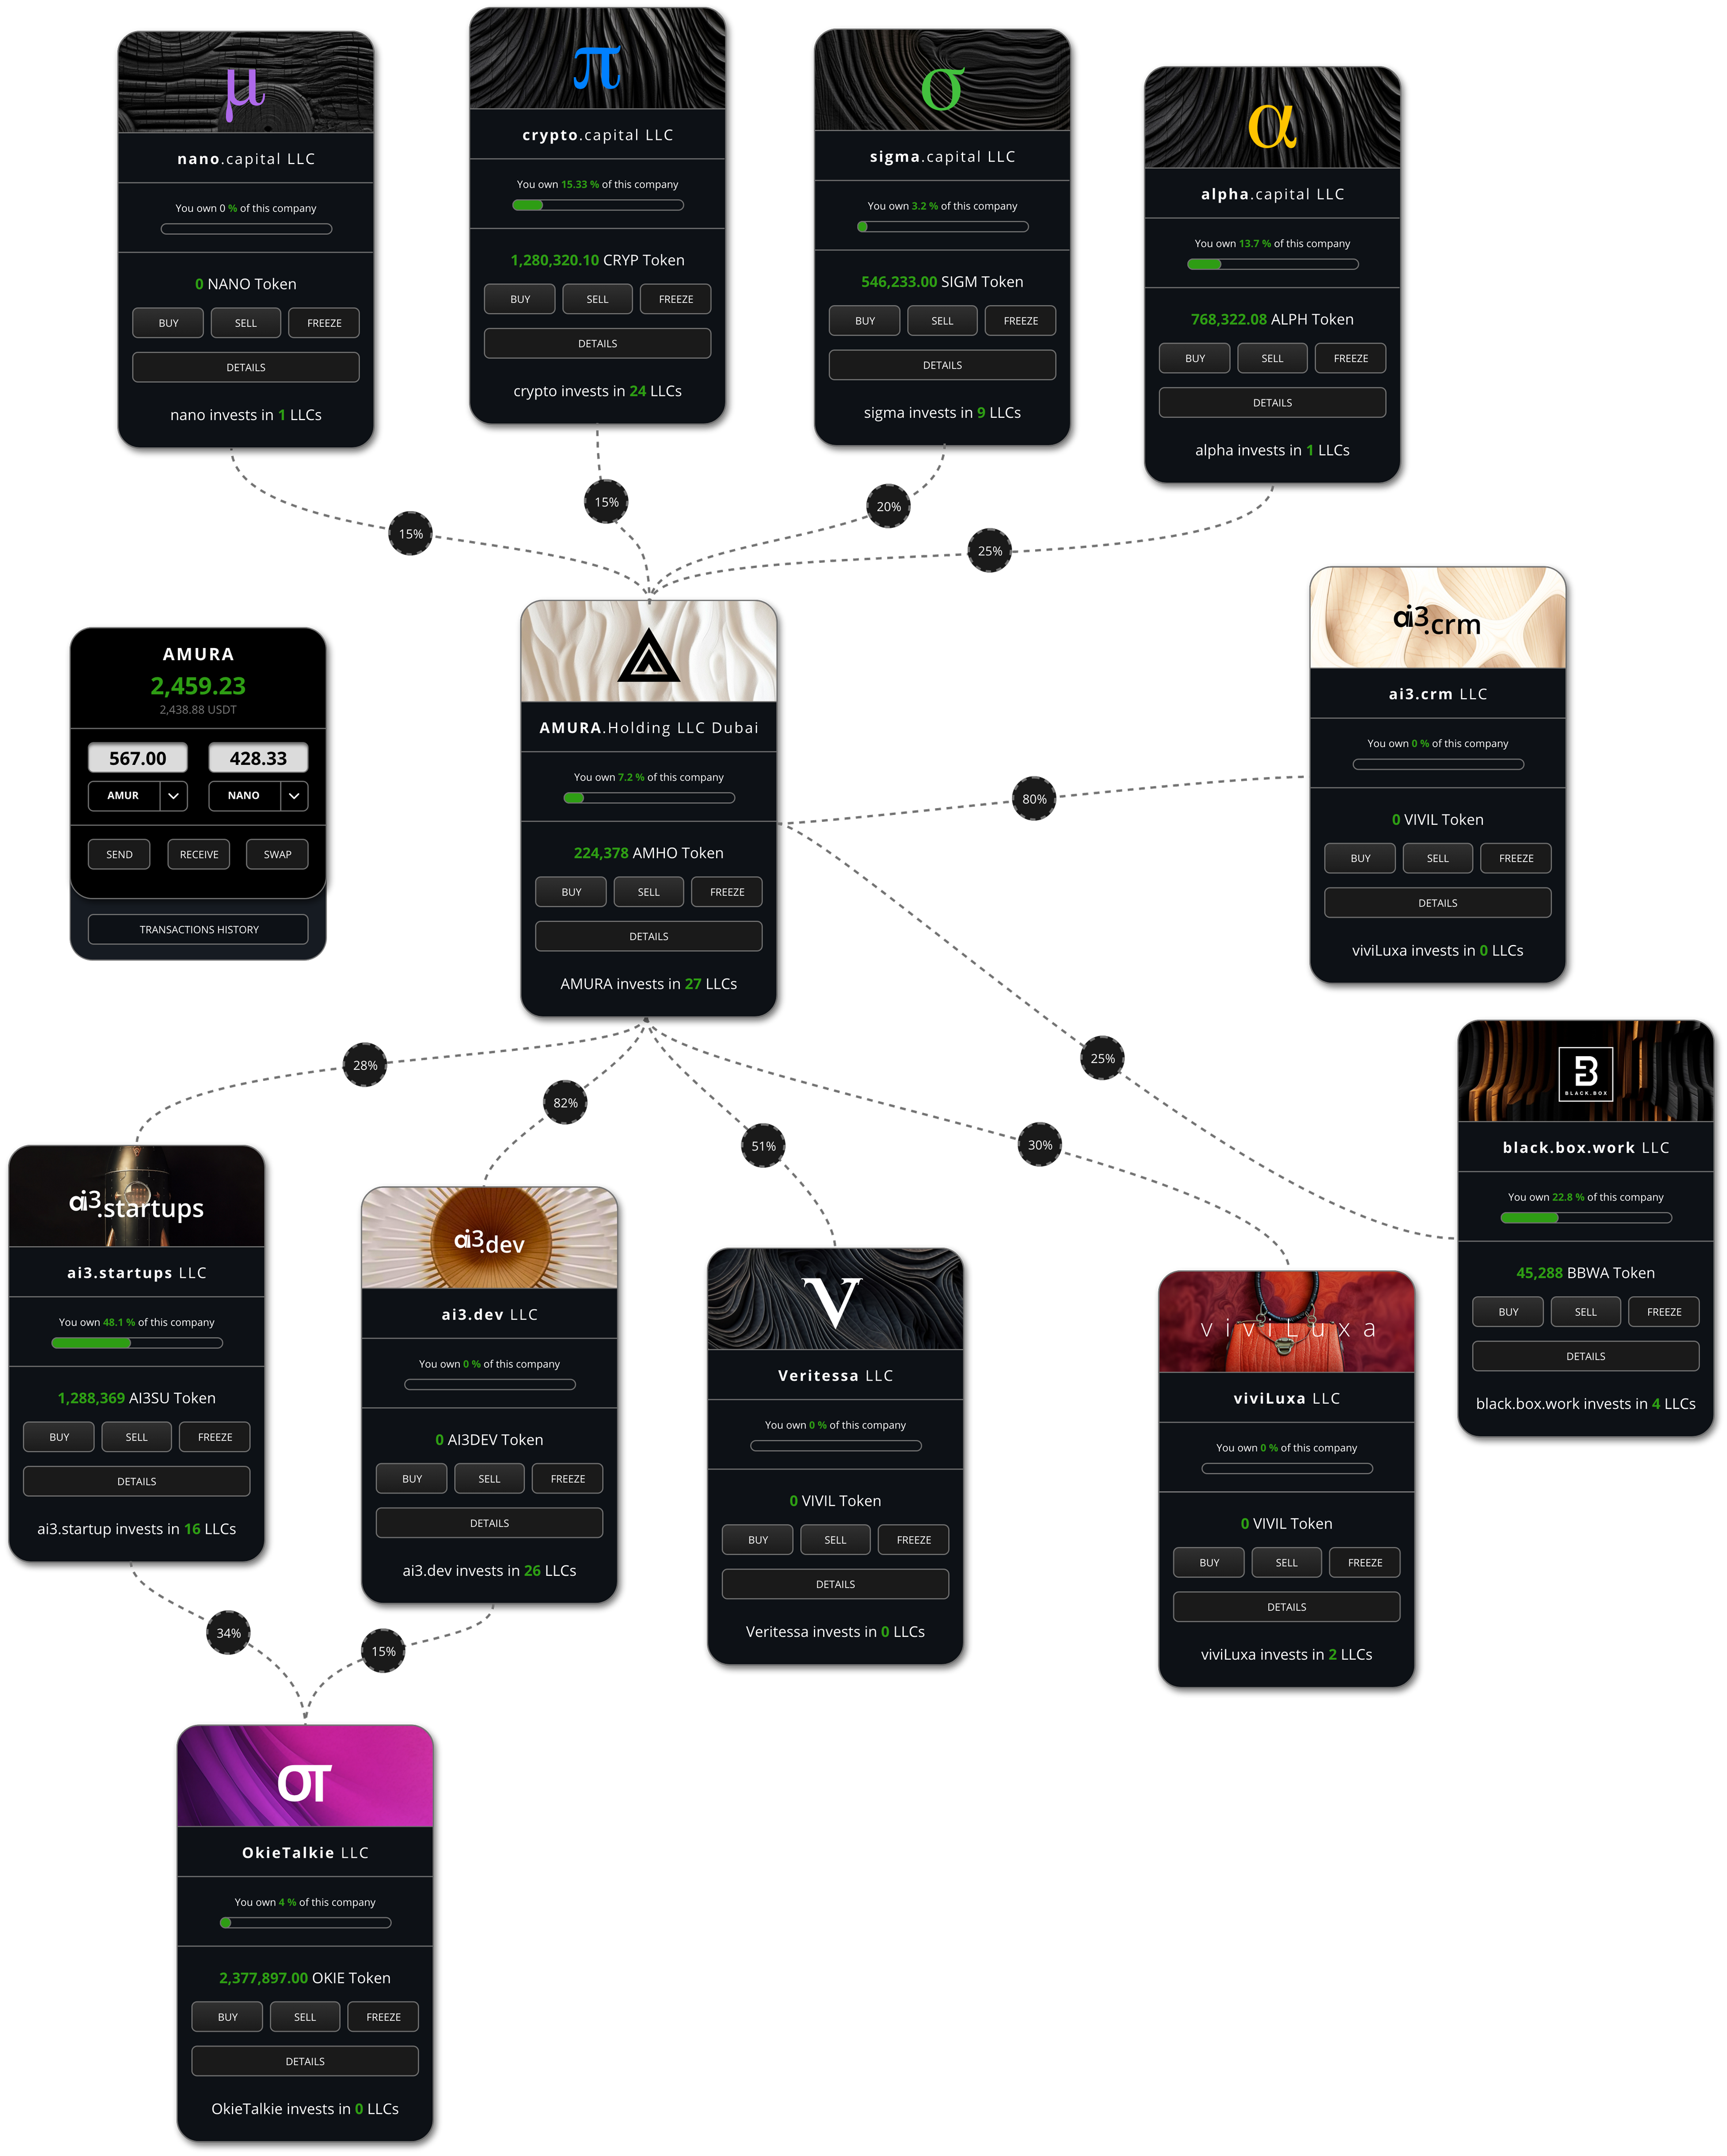 μ
nano.capital LLC
You own 0 % of this company
0 NANO Token
BUY SELL FREEZE
DETAILS
nano invests in 1 LLCs
π
crypto.capital LLC
You own 15.33 % of this company
1,280,320.10 CRYP Token
BUY SELL FREEZE
DETAILS
crypto invests in 24 LLCs
σ
sigma.capital LLC
You own 3.2 % of this company
546,233.00 SIGM Token
BUY SELL FREEZE
DETAILS
sigma invests in 9 LLCs
α
alpha.capital LLC
You own 13.7 % of this company
768,322.08 ALPH Token
BUY SELL FREEZE
DETAILS
alpha invests in 1 LLCs
15%
15%
20%
25%
AMURA
2,459.23
2,438.88 USDT
567.00 428.33
AMUR NANO
SEND RECEIVE SWAP
TRANSACTIONS HISTORY
AMURA.Holding LLC Dubai
You own 7.2 % of this company
224,378 AMHO Token
BUY SELL FREEZE
DETAILS
AMURA invests in 27 LLCs
80%
ai3.crm
ai3.crm LLC
You own 0 % of this company
0 VIVIL Token
BUY SELL FREEZE
DETAILS
viviLuxa invests in 0 LLCs
28%
82%
51%
30%
25%
B
BLACK.BOX
black.box.work LLC
You own 22.8 % of this company
45,288 BBWA Token
BUY SELL FREEZE
DETAILS
black.box.work invests in 4 LLCs
ai3.startups
ai3.startups LLC
You own 48.1 % of this company
1,288,369 AI3SU Token
BUY SELL FREEZE
DETAILS
ai3.startup invests in 16 LLCs
ai3.dev
ai3.dev LLC
You own 0 % of this company
0 AI3DEV Token
BUY SELL FREEZE
DETAILS
ai3.dev invests in 26 LLCs
V
Veritessa LLC
You own 0 % of this company
0 VIVIL Token
BUY SELL FREEZE
DETAILS
Veritessa invests in 0 LLCs
viviLuxa
viviLuxa LLC
You own 0 % of this company
0 VIVIL Token
BUY SELL FREEZE
DETAILS
viviLuxa invests in 2 LLCs
34%
15%
OT
OkieTalkie LLC
You own 4 % of this company
2,377,897.00 OKIE Token
BUY SELL FREEZE
DETAILS
OkieTalkie invests in 0 LLCs